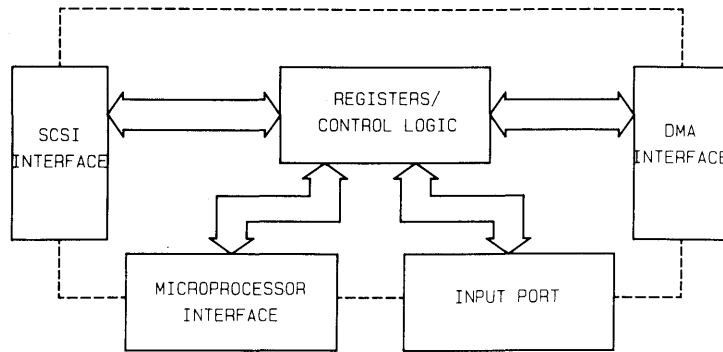 SCSI
INTERFACE
REGISTERS/
CONTROL LOGIC
DMA
INTERFACE
MICROPROCESSOR
INTERFACE
INPUT PORT